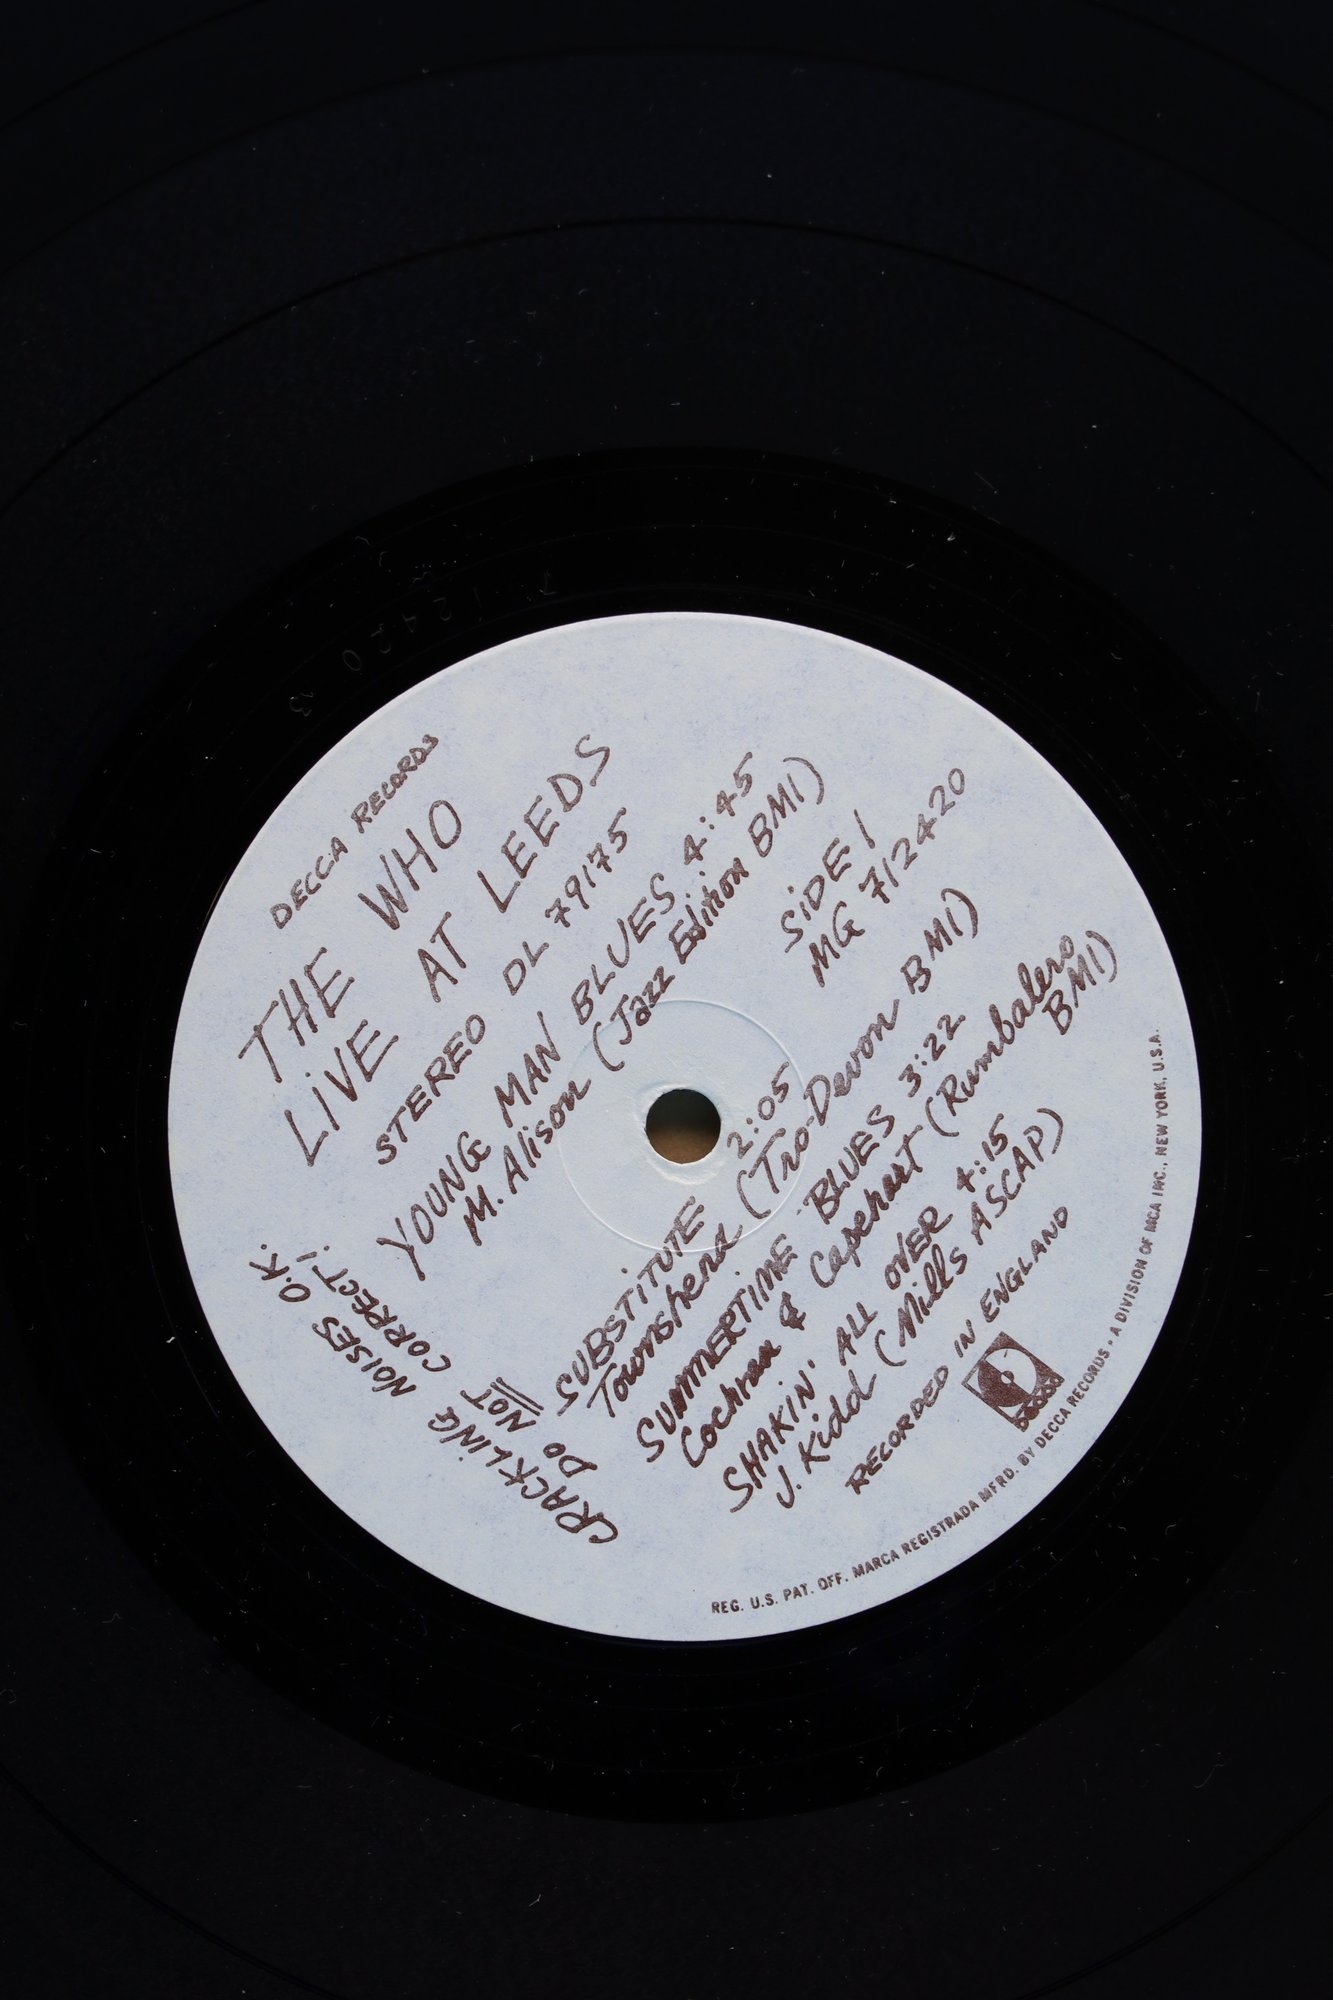 DECCA RECORDS
THE WHO
LIVE AT LEEDS
STEREO DL 79175
YOUNG MAN BLUES 4:45
M. Alison (Jazz Edition BMI)
SIDE 1
MG 712420
SUBSTITUTE 2:05
Townshend (Tro-Devon BMI)
SUMMERTIME BLUES 3:22
Cochran & Capehart (Rumbalero
BMI)
SHAKIN' ALL OVER 4:15
J. Kidd (Mills ASCAP)
RECORDED IN ENGLAND
DECCA
CRACKLING NOISES O.K.
DO NOT CORRECT!
REG. U.S. PAT. OFF. MARCA REGISTRADA MFRD. BY DECCA RECORDS • A DIVISION OF MCA INC., NEW YORK, U.S.A.